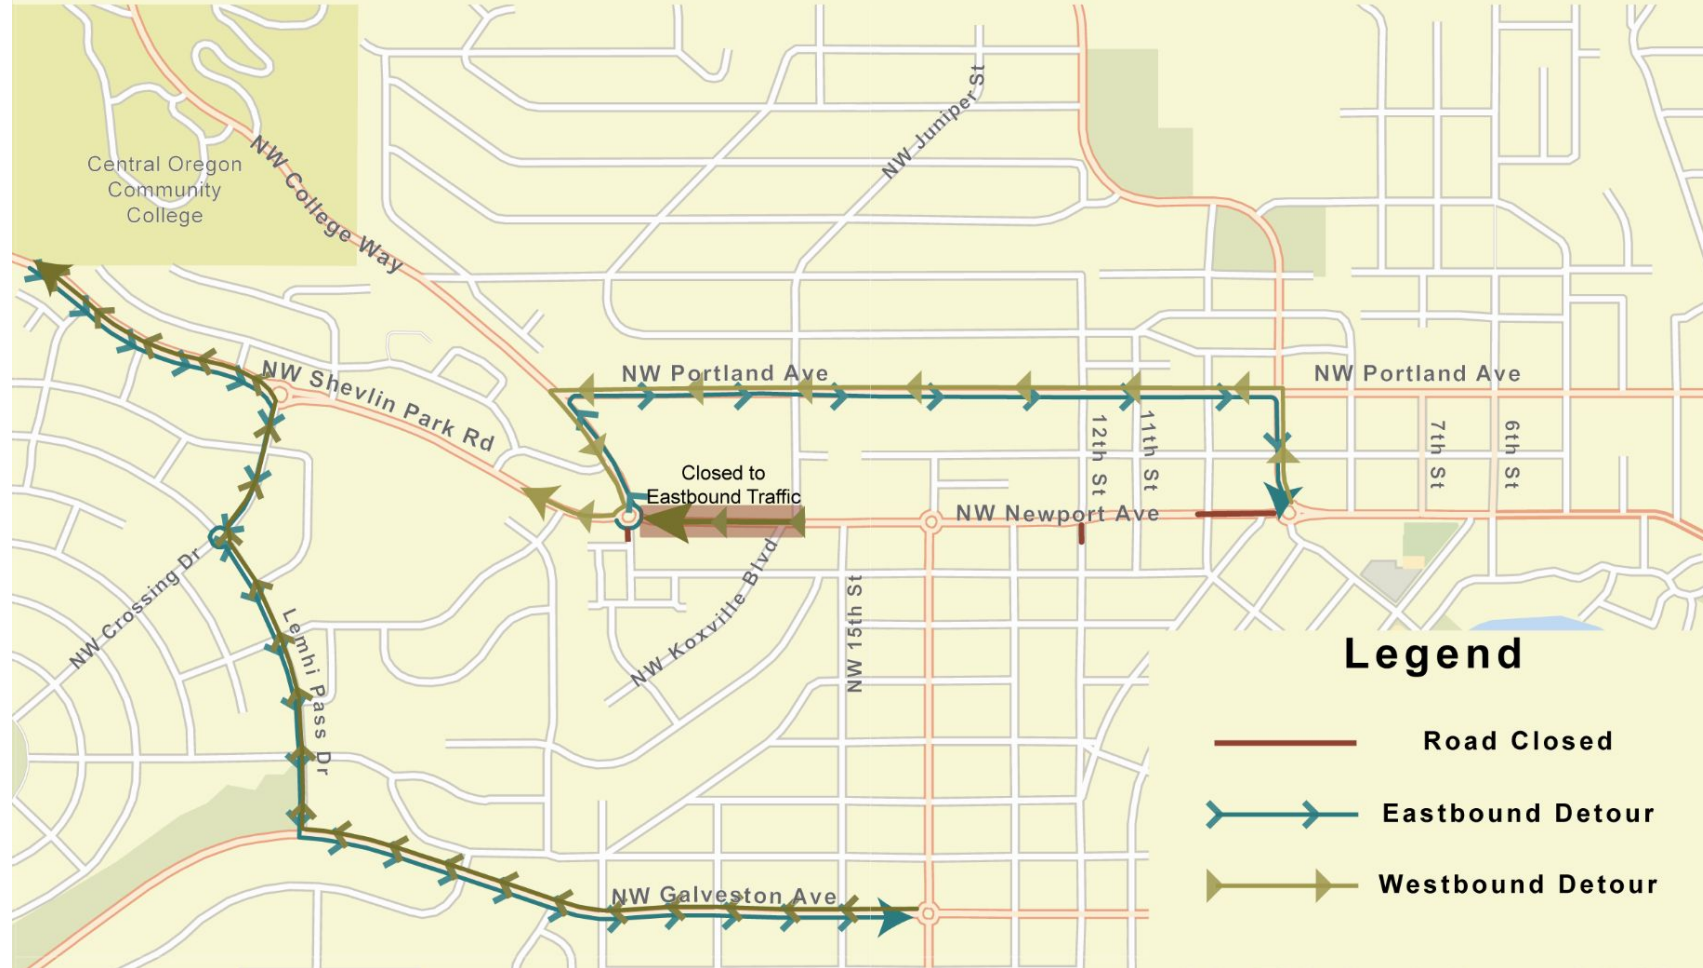 Central Oregon
Community
College
NW College Way
NW Juniper St
NW Shevlin Park Rd
NW Portland Ave
NW Portland Ave
12th St
11th St
7th St
6th St
Closed to
Eastbound Traffic
NW Newport Ave
NW Crossing Dr
Lemhi Pass Dr
NW Koxville Blvd
NW 15th St
NW Galveston Ave
Legend
Road Closed
Eastbound Detour
Westbound Detour